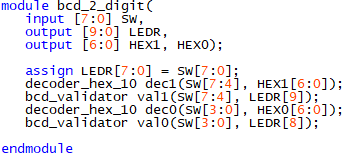 module bcd_2_digit(
    input [7:0] SW,
    output [9:0] LEDR,
    output [6:0] HEX1, HEX0);
    assign LEDR[7:0] = SW[7:0];
    decoder_hex_10 dec1(SW[7:4], HEX1[6:0]);
    bcd_validator val1(SW[7:4], LEDR[9]);
    decoder_hex_10 dec0(SW[3:0], HEX0[6:0]);
    bcd_validator val0(SW[3:0], LEDR[8]);
endmodule